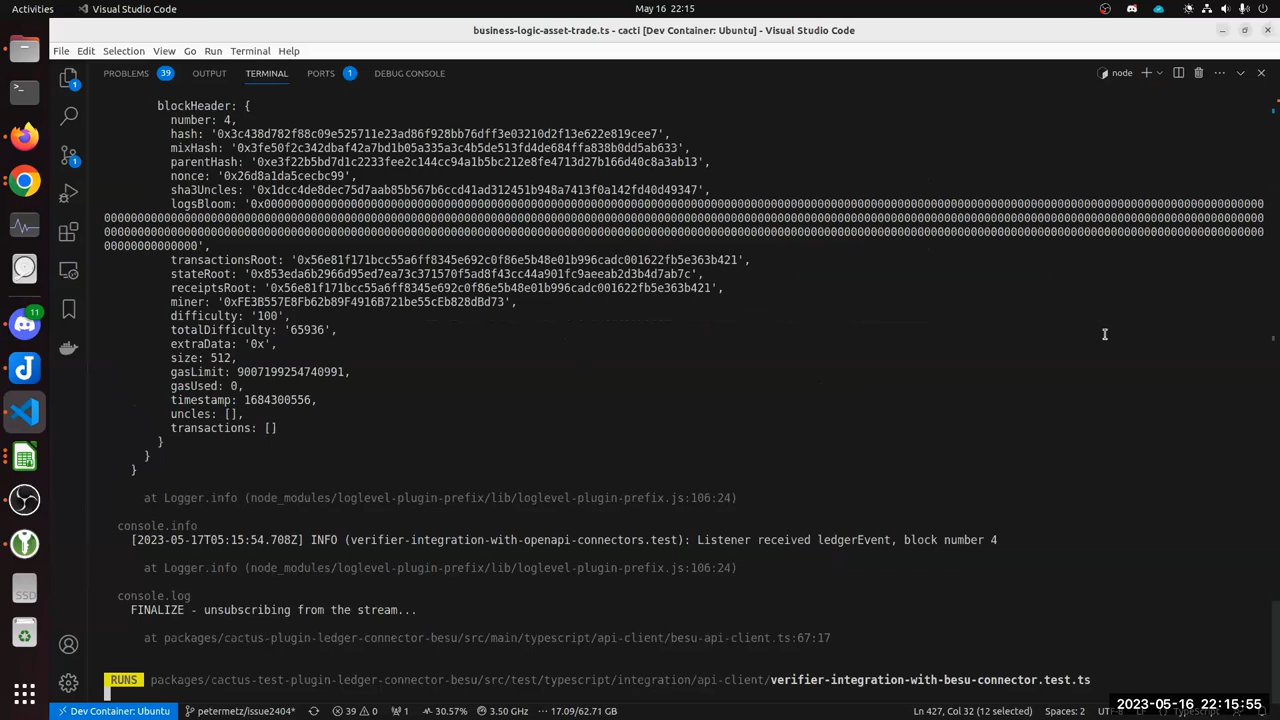 Activities
Visual Studio Code
May 16 22:15
business-logic-asset-trade.ts - cacti [Dev Container: Ubuntu] - Visual Studio Code
File Edit Selection View Go Run Terminal Help
PROBLEMS 39 OUTPUT TERMINAL PORTS 1 DEBUG CONSOLE
node
blockHeader: {
number: 4,
hash: '0x3c438d782f88c09e525711e23ad86f928bb76dff3e03210d2f13e622e819cee7',
mixHash: '0x3fe50f2c342dbaf42a7bd1b05a335a3c4b5de513fd4de684ffa838b0dd5ab633',
parentHash: '0xe3f22b5bd7d1c2233fee2c144cc94a1b5bc212e8fe4713d27b166d40c8a3ab13',
nonce: '0x26d8a1da5cecbc99',
sha3Uncles: '0x1dcc4de8dec75d7aab85b567b6ccd41ad312451b948a7413f0a142fd40d49347',
transactionsRoot: '0x56e81f171bcc55a6ff8345e692c0f86e5b48e01b996cadc001622fb5e363b421',
stateRoot: '0x853eda6b2966d95ed7ea73c371570f5ad8f43cc44a901fc9aeeab2d3b4d7ab7c',
receiptsRoot: '0x56e81f171bcc55a6ff8345e692c0f86e5b48e01b996cadc001622fb5e363b421',
miner: '0xFE3B557E8Fb62b89F4916B721be55cEb828dBd73',
difficulty: '100',
totalDifficulty: '65936',
extraData: '0x',
size: 512,
gasLimit: 9007199254740991,
gasUsed: 0,
timestamp: 1684300556,
uncles: [],
transactions: []
}
}
}
at Logger.info (node_modules/loglevel-plugin-prefix/lib/loglevel-plugin-prefix.js:106:24)
console.info
[2023-05-17T05:15:54.708Z] INFO (verifier-integration-with-openapi-connectors.test): Listener received ledgerEvent, block number 4
at Logger.info (node_modules/loglevel-plugin-prefix/lib/loglevel-plugin-prefix.js:106:24)
console.log
FINALIZE - unsubscribing from the stream...
at packages/cactus-plugin-ledger-connector-besu/src/main/typescript/api-client/besu-api-client.ts:67:17
RUNS packages/cactus-test-plugin-ledger-connector-besu/src/test/typescript/integration/api-client/verifier-integration-with-besu-connector.test.ts
2023-05-16 22:15:55
Dev Container: Ubuntu petermetz/issue2404* 39 0 1 30.57% 3.50 GHz 17.09/62.71 GB Ln 427, Col 32 (12 selected) Spaces: 2
11
1
1
SSD